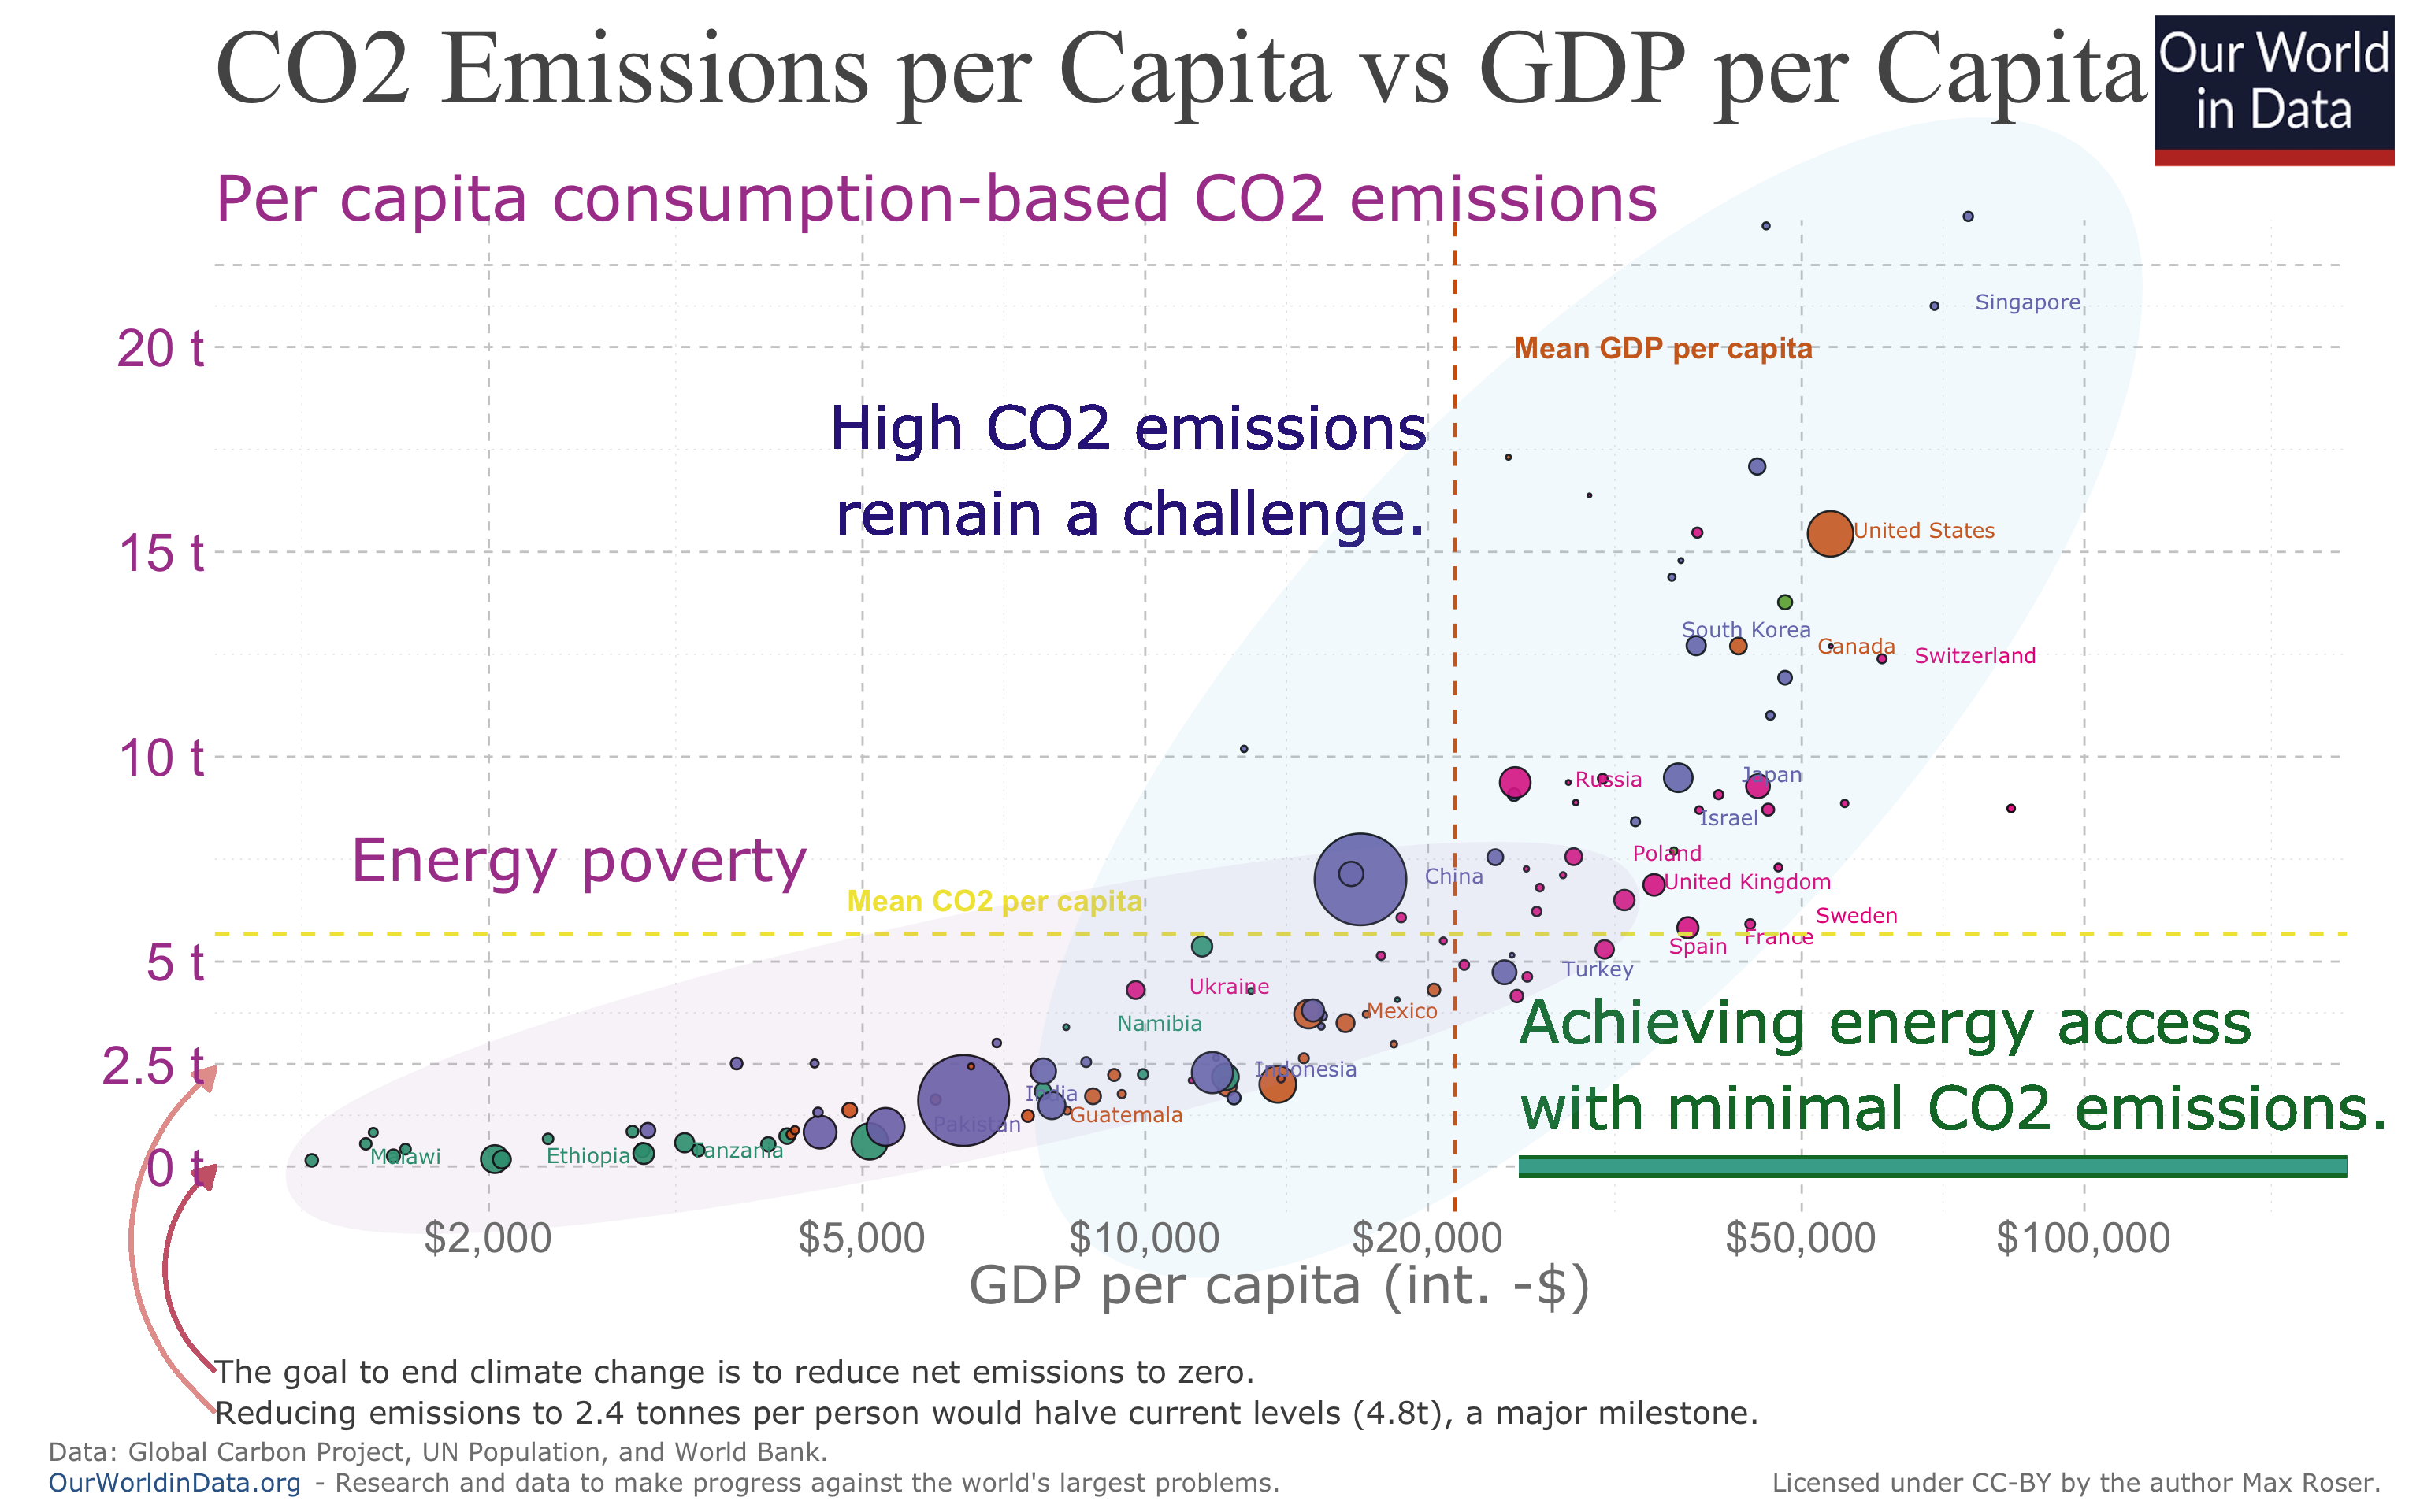 CO2 Emissions per Capita vs GDP per Capita
Our World
in Data
Per capita consumption-based CO2 emissions
Singapore
20 t
Mean GDP per capita
High CO2 emissions
remain a challenge.
United States
15 t
South Korea
Canada
Switzerland
10 t
Russia
Japan
Israel
Energy poverty
Poland
China
United Kingdom
Mean CO2 per capita
Sweden
France
Spain
5 t
Turkey
Ukraine
Mexico
Namibia
Achieving energy access
with minimal CO2 emissions.
2.5 t
Indonesia
India
Guatemala
Pakistan
Tanzania
Ethiopia
Malawi
0 t
$2,000
$5,000
$10,000
$20,000
$50,000
$100,000
GDP per capita (int. -$)
The goal to end climate change is to reduce net emissions to zero.
Reducing emissions to 2.4 tonnes per person would halve current levels (4.8t), a major milestone.
Data: Global Carbon Project, UN Population, and World Bank.
OurWorldinData.org - Research and data to make progress against the world's largest problems.
Licensed under CC-BY by the author Max Roser.